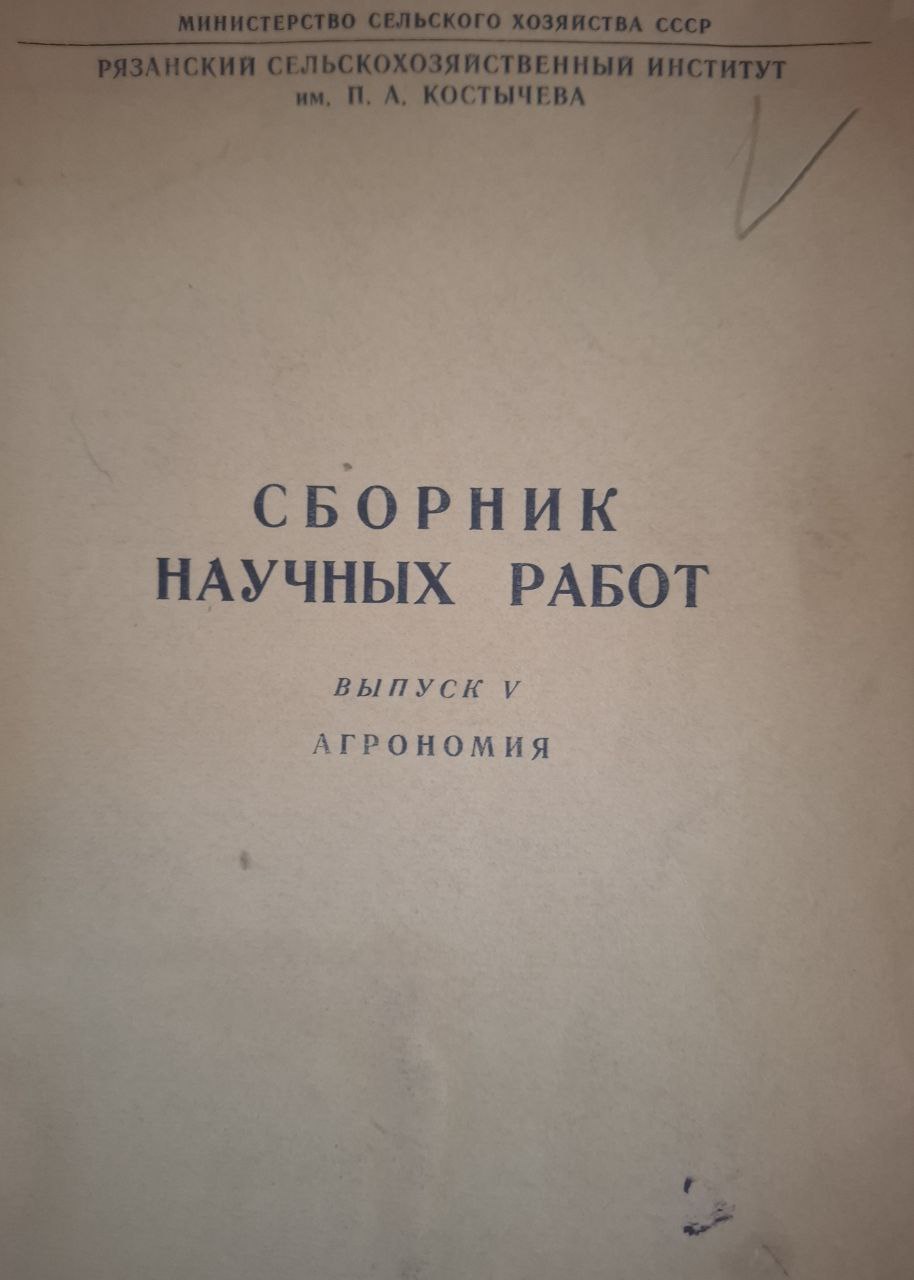 МИНИСТЕРСТВО СЕЛЬСКОГО ХОЗЯЙСТВА СССР
РЯЗАНСКИЙ СЕЛЬСКОХОЗЯЙСТВЕННЫЙ ИНСТИТУТ
им. П. А. КОСТЫЧЕВА
СБОРНИК
НАУЧНЫХ РАБОТ
ВЫПУСК V
АГРОНОМИЯ